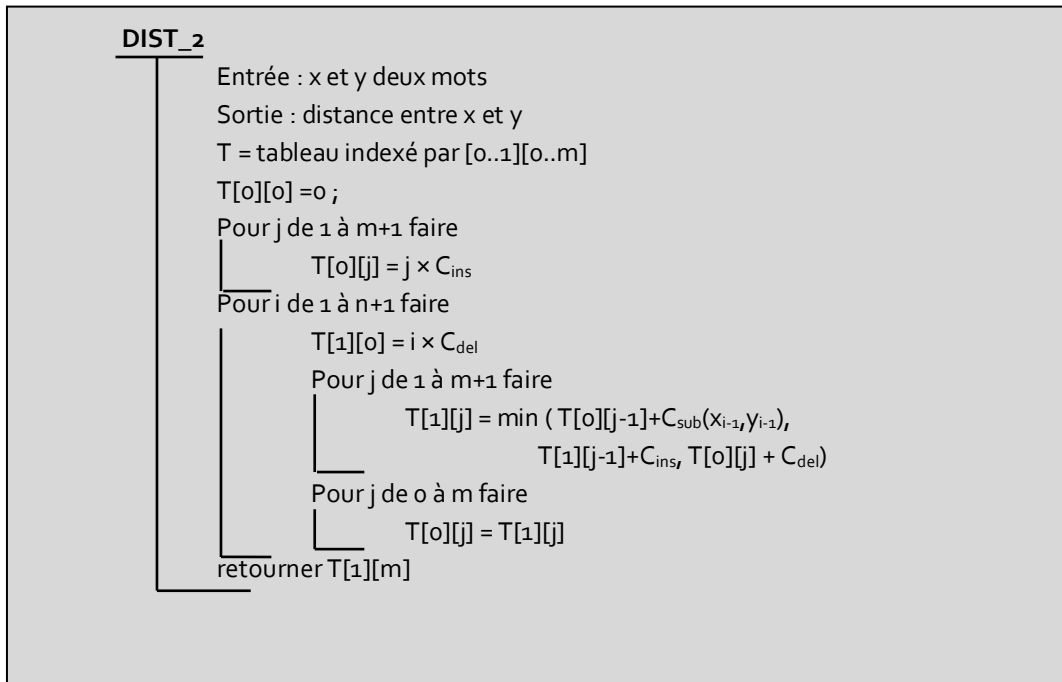 DIST_2
Entrée : x et y deux mots
Sortie : distance entre x et y
T = tableau indexé par [0..1][0..m]
T[0][0] =0 ;
Pour j de 1 à m+1 faire
T[0][j] = j × Cins
Pour i de 1 à n+1 faire
T[1][0] = i × Cdel
Pour j de 1 à m+1 faire
T[1][j] = min ( T[0][j-1]+Csub(xi-1,yi-1),
T[1][j-1]+Cins, T[0][j] + Cdel)
Pour j de 0 à m faire
T[0][j] = T[1][j]
retourner T[1][m]